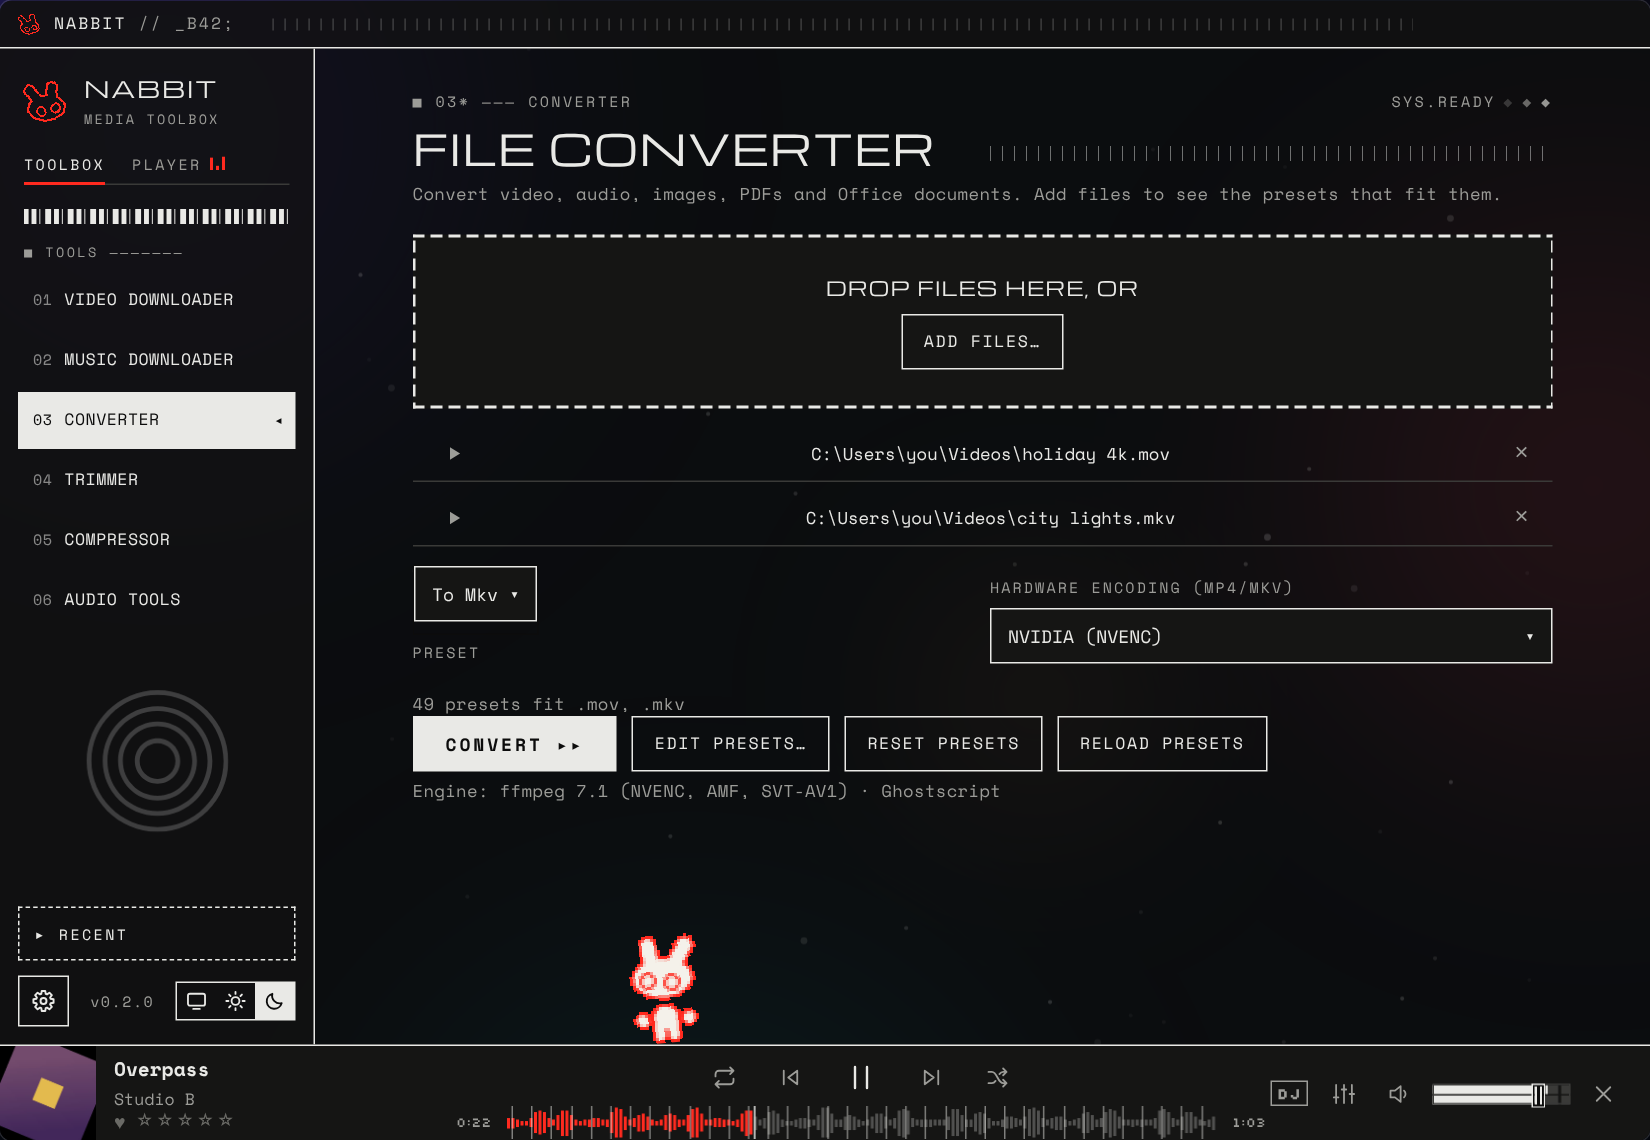 NABBIT // _B42;
NABBIT
MEDIA TOOLBOX
TOOLBOX PLAYER
■ TOOLS ———————
01 VIDEO DOWNLOADER
02 MUSIC DOWNLOADER
03 CONVERTER ◂
04 TRIMMER
05 COMPRESSOR
06 AUDIO TOOLS
▸ RECENT
v0.2.0
■ 03* ——— CONVERTER
SYS.READY ◆ ◆ ◆
FILE CONVERTER
Convert video, audio, images, PDFs and Office documents. Add files to see the presets that fit them.
DROP FILES HERE, OR
ADD FILES…
C:\Users\you\Videos\holiday 4k.mov ×
C:\Users\you\Videos\city lights.mkv ×
To Mkv ▾
PRESET
HARDWARE ENCODING (MP4/MKV)
NVIDIA (NVENC) ▾
49 presets fit .mov, .mkv
CONVERT ▸▸ EDIT PRESETS… RESET PRESETS RELOAD PRESETS
Engine: ffmpeg 7.1 (NVENC, AMF, SVT-AV1) · Ghostscript
Overpass
Studio B
♥ ☆ ☆ ☆ ☆ ☆
0:22
1:03
DJ